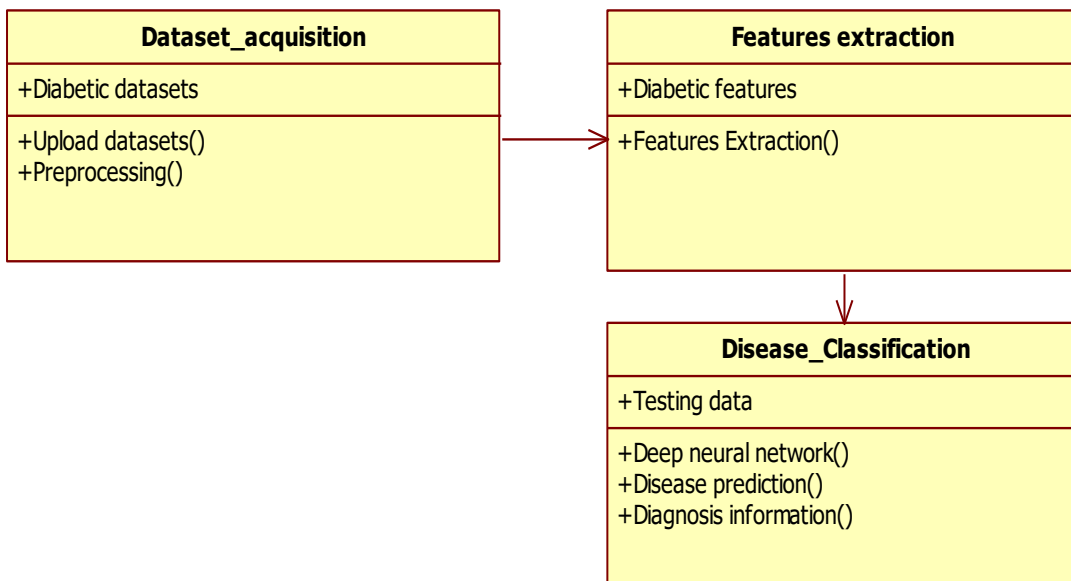 Dataset_acquisition
+Diabetic datasets
+Upload datasets()
+Preprocessing()
Features extraction
+Diabetic features
+Features Extraction()
Disease_Classification
+Testing data
+Deep neural network()
+Disease prediction()
+Diagnosis information()